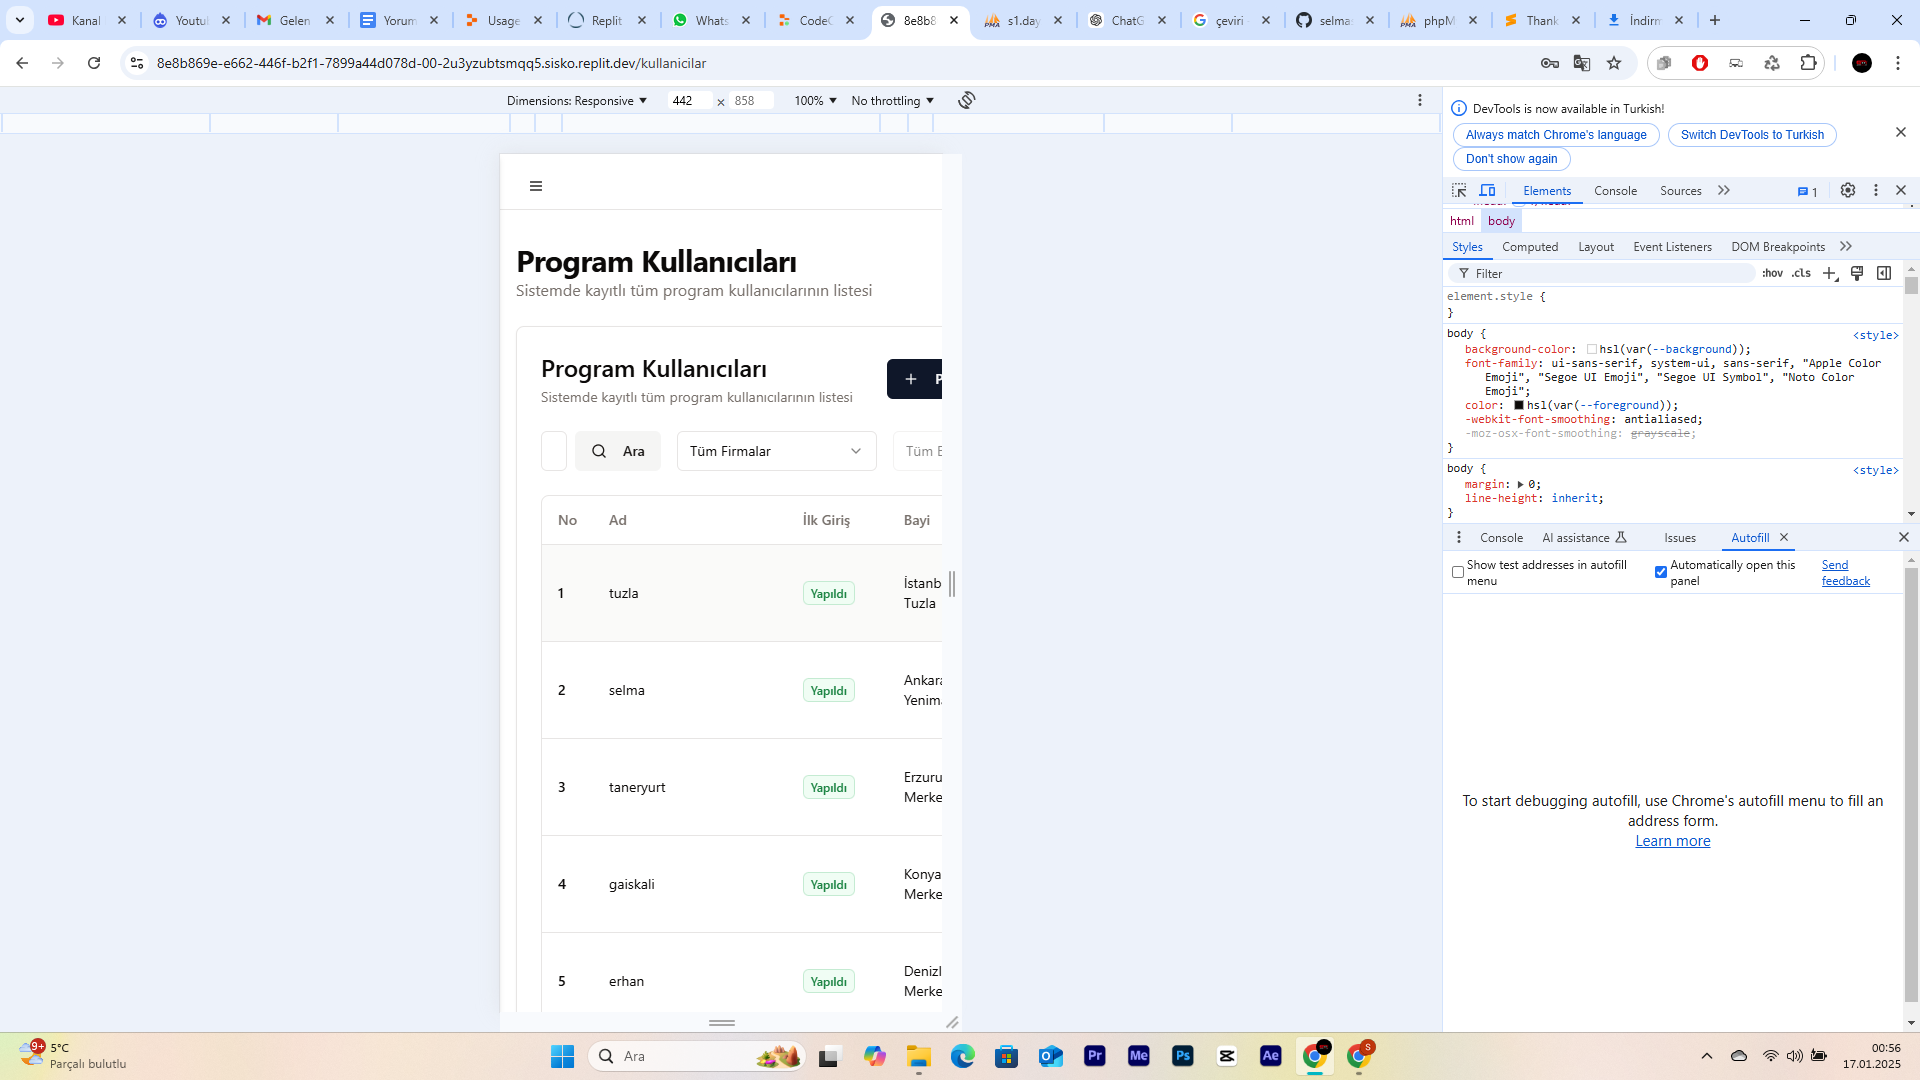 Kanal
Youtu
Gelen
Yorum
Usage
Replit
Whats
CodeC
8e8b8
s1.day
ChatG
çeviri
selma
phpM
Thank
İndirm
8e8b869e-e662-446f-b2f1-7899a44d078d-00-2u3yzubtsmqq5.sisko.replit.dev/kullanicilar
Dimensions: Responsive
442 × 858
100%
No throttling
DevTools is now available in Turkish!
Always match Chrome's language
Switch DevTools to Turkish
Don't show again
Elements
Console
Sources
1
html
body
Styles
Computed
Layout
Event Listeners
DOM Breakpoints
Filter
:hov
.cls
element.style {
}
body {
<style>
background-color: hsl(var(--background));
font-family: ui-sans-serif, system-ui, sans-serif, "Apple Color
Emoji", "Segoe UI Emoji", "Segoe UI Symbol", "Noto Color
Emoji";
color: hsl(var(--foreground));
-webkit-font-smoothing: antialiased;
-moz-osx-font-smoothing: grayscale;
}
body {
<style>
margin: 0;
line-height: inherit;
}
Console
AI assistance
Issues
Autofill
Show test addresses in autofill
menu
Automatically open this
panel
Send
feedback
To start debugging autofill, use Chrome's autofill menu to fill an
address form.
Learn more
Program Kullanıcıları
Sistemde kayıtlı tüm program kullanıcılarının listesi
Program Kullanıcıları
Sistemde kayıtlı tüm program kullanıcılarının listesi
+ P
Ara
Tüm Firmalar
Tüm B
No
Ad
İlk Giriş
Bayi
1
tuzla
Yapıldı
İstanb
Tuzla
2
selma
Yapıldı
Ankara
Yenima
3
taneryurt
Yapıldı
Erzuru
Merke
4
gaiskali
Yapıldı
Konya
Merke
5
erhan
Yapıldı
Denizl
Merke
9+
5°C
Parçalı bulutlu
Ara
Pr
Me
Ps
Ae
S
00:56
17.01.2025